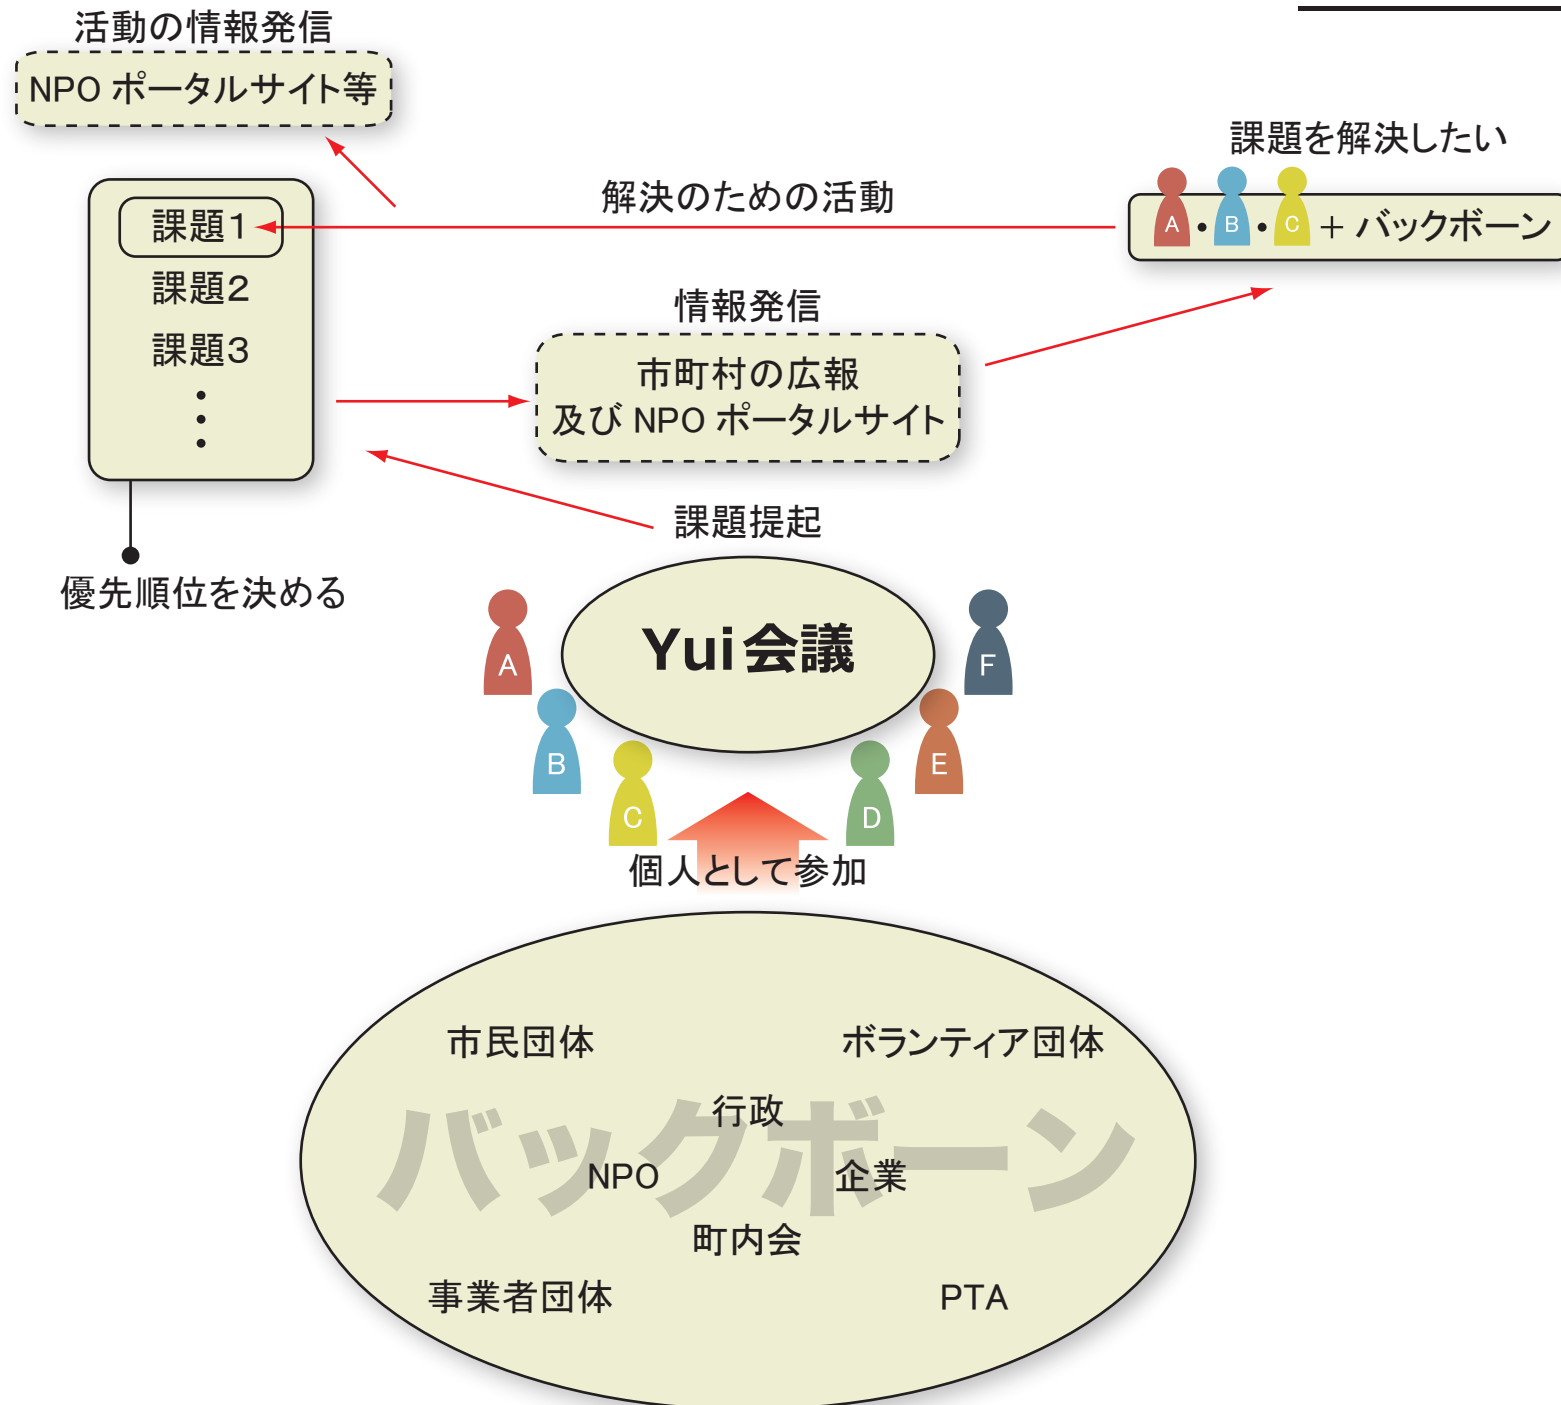 活動の情報発信
NPO ポータルサイト等
課題を解決したい
A・B・C + バックボーン
解決のための活動
課題1
課題2
課題3
情報発信
市町村の広報
及び NPO ポータルサイト
課題提起
優先順位を決める
Yui会議
A
B
C
D
E
F
個人として参加
市民団体
ボランティア団体
行政
バックボーン
NPO
企業
町内会
事業者団体
PTA